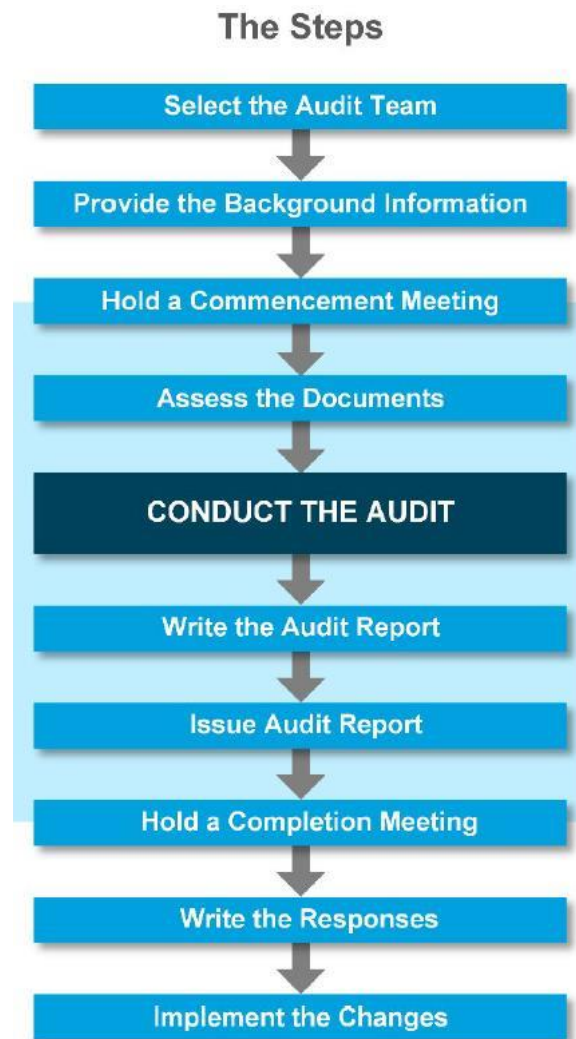 The Steps
Select the Audit Team
Provide the Background Information
Hold a Commencement Meeting
Assess the Documents
CONDUCT THE AUDIT
Write the Audit Report
Issue Audit Report
Hold a Completion Meeting
Write the Responses
Implement the Changes